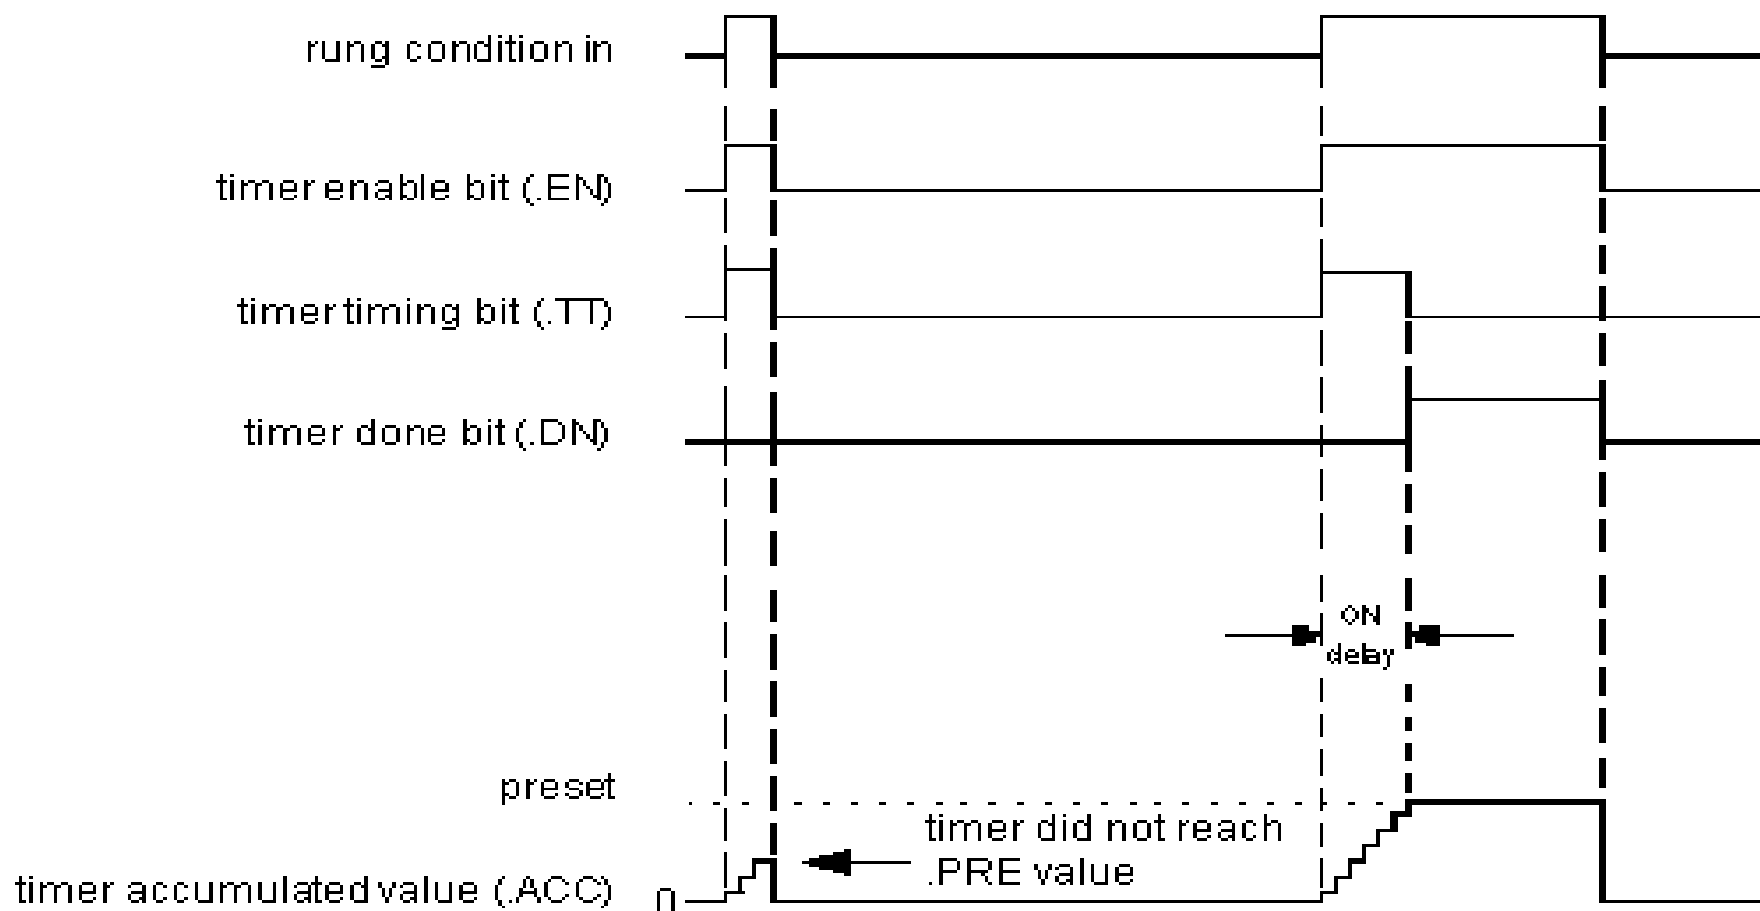 rung condition in
timer enable bit (.EN)
timer timing bit (.TT)
timer done bit (.DN)
ON
delay
preset
timer did not reach
.PRE value
timer accumulated value (.ACC)
0